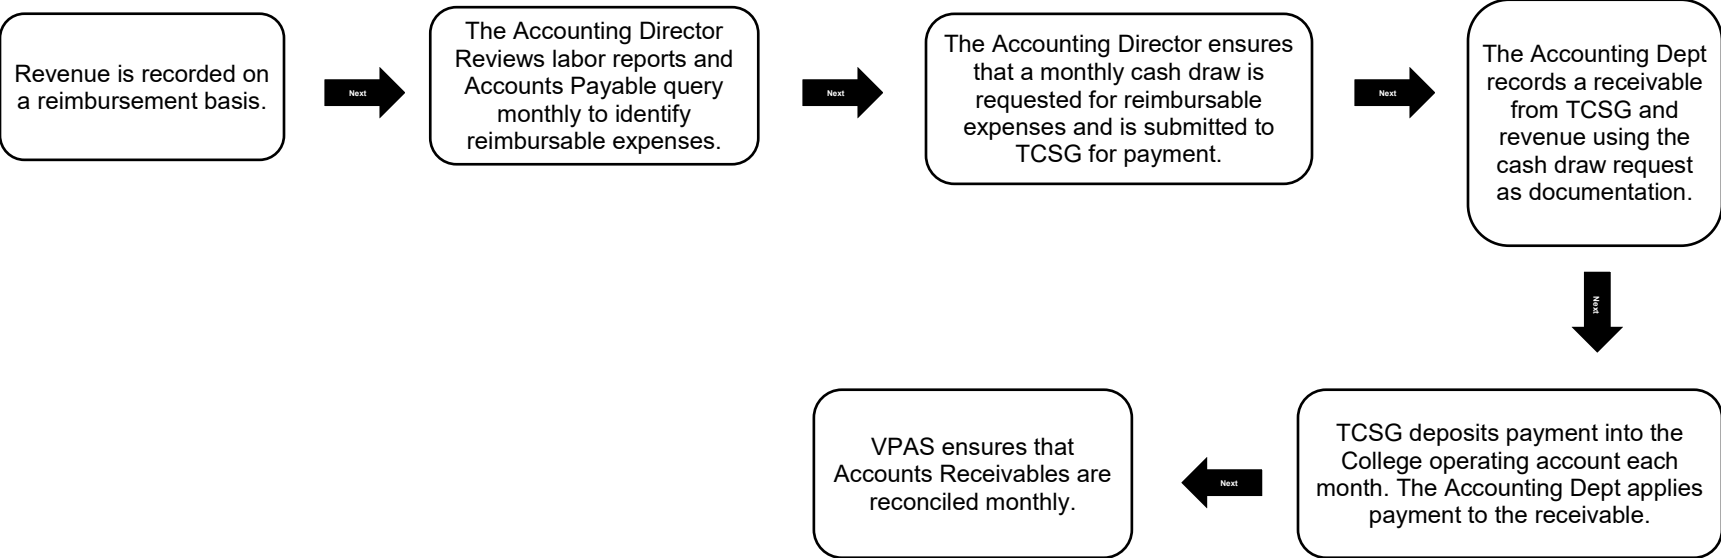 Revenue is recorded on
a reimbursement basis.
Next
The Accounting Director
Reviews labor reports and
Accounts Payable query
monthly to identify
reimbursable expenses.
Next
The Accounting Director ensures
that a monthly cash draw is
requested for reimbursable
expenses and is submitted to
TCSG for payment.
Next
The Accounting Dept
records a receivable
from TCSG and
revenue using the
cash draw request
as documentation.
Next
TCSG deposits payment into the
College operating account each
month. The Accounting Dept applies
payment to the receivable.
Next
VPAS ensures that
Accounts Receivables are
reconciled monthly.